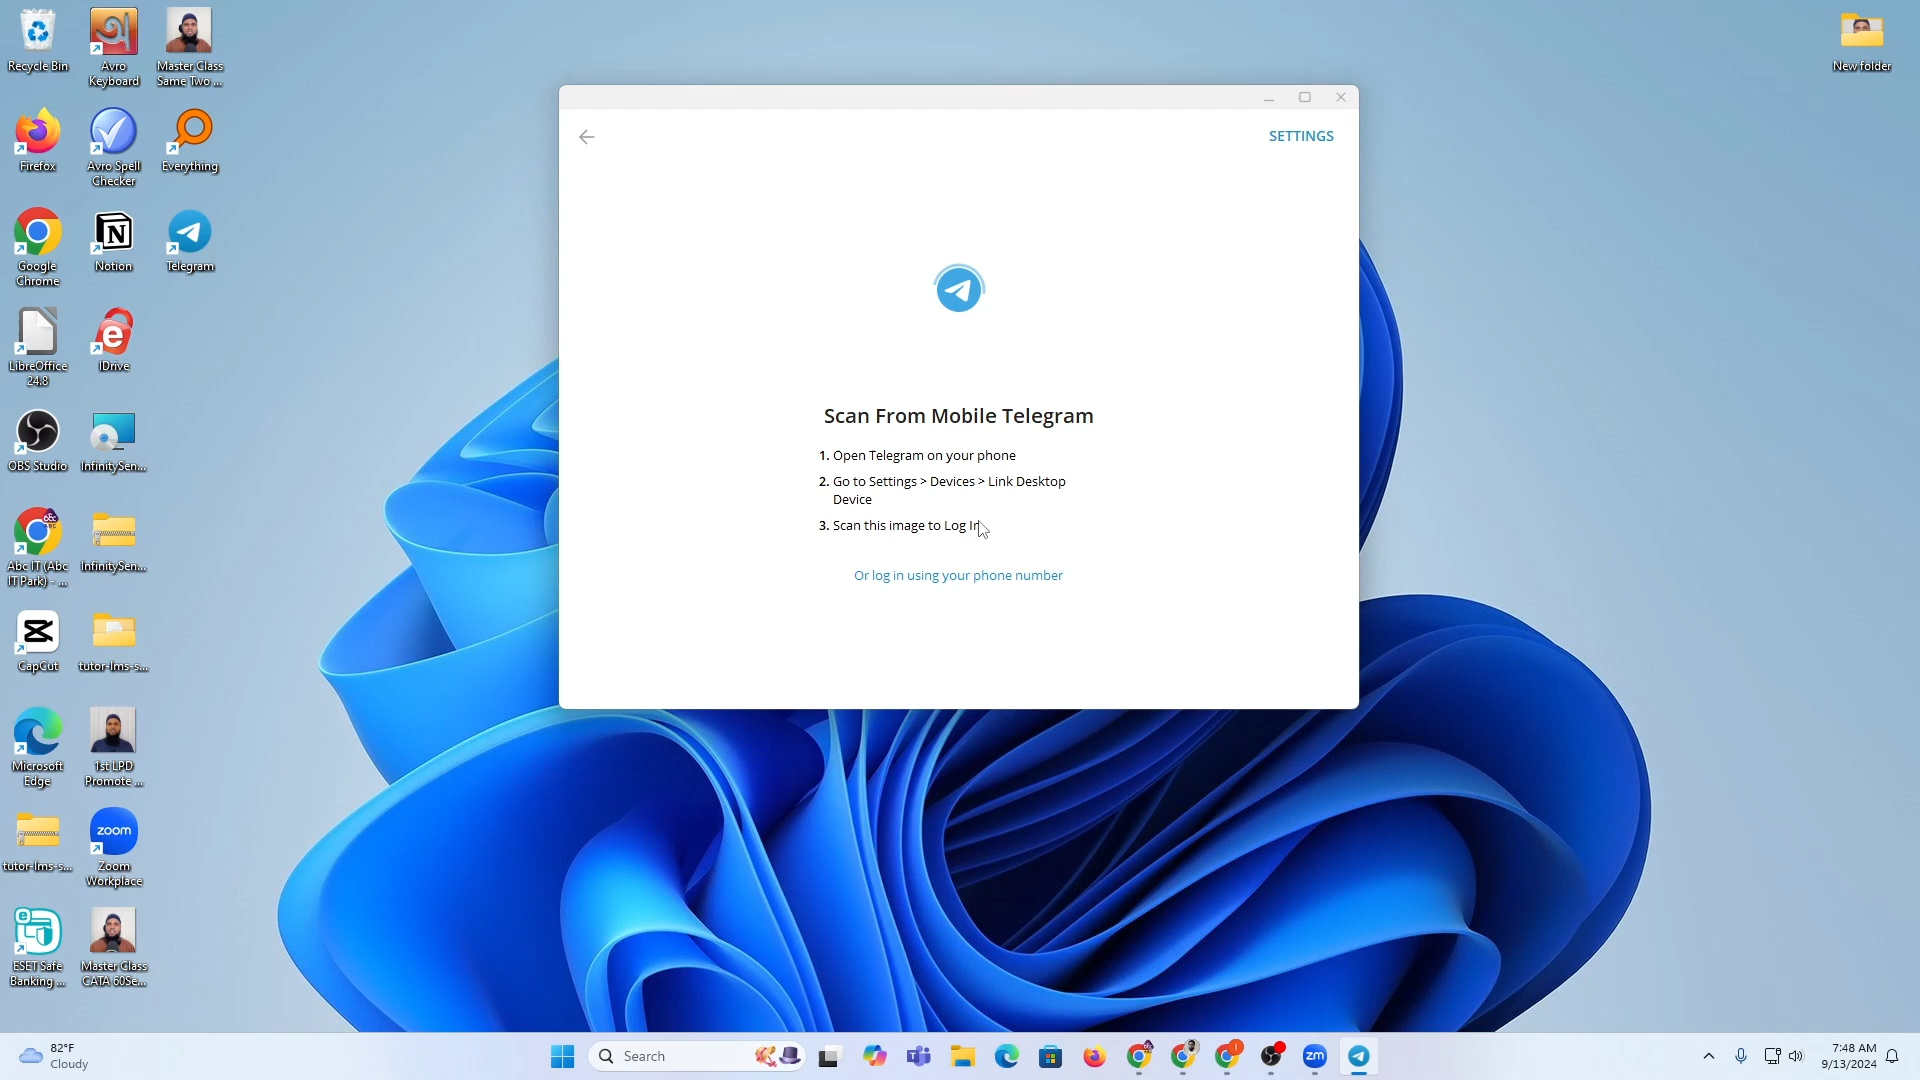 Recycle Bin
Avro
Keyboard
Master Class
Same Two ...
New folder
Firefox
Avro Spell
Checker
Everything
Google
Chrome
Notion
Telegram
LibreOffice
24.8
IDrive
OBS Studio
InfinitySen...
Abc IT (Abc
IT Park) - ...
InfinitySen...
CapCut
tutor-lms-s...
Microsoft
Edge
1st LPD
Promote ...
tutor-lms-s...
zoom
Zoom
Workplace
ESET Safe
Banking ...
Master Class
CATA 60Se...
SETTINGS
Scan From Mobile Telegram
1. Open Telegram on your phone
2. Go to Settings > Devices > Link Desktop
Device
3. Scan this image to Log In
Or log in using your phone number
82°F
Cloudy
Search
zm
7:48 AM
9/13/2024